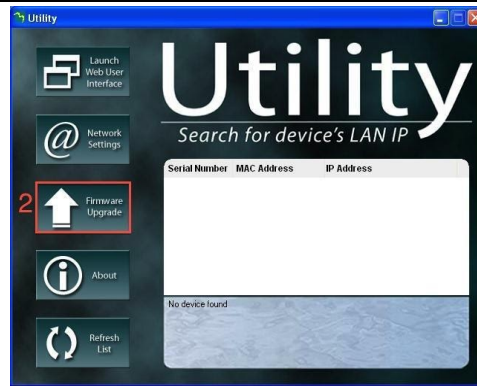 Utility
Launch
Web User
Interface
Utility
Search for device's LAN IP
Network
Settings
Serial Number MAC Address IP Address
2
Firmware
Upgrade
About
No device found
Refresh
List